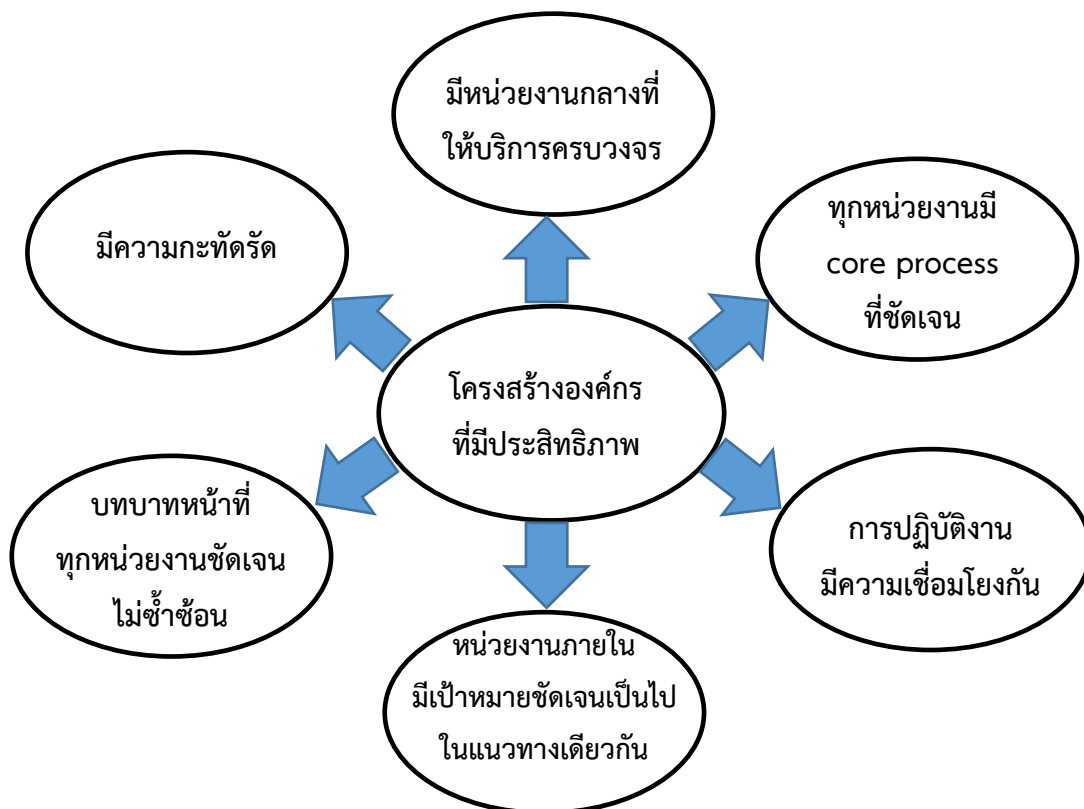 มีหน่วยงานกลางที่
ให้บริการครบวงจร
มีความกะทัดรัด
ทุกหน่วยงานมี
core process
ที่ชัดเจน
โครงสร้างองค์กร
ที่มีประสิทธิภาพ
บทบาทหน้าที่
ทุกหน่วยงานชัดเจน
ไม่ซ้ำซ้อน
การปฏิบัติงาน
มีความเชื่อมโยงกัน
หน่วยงานภายใน
มีเป้าหมายชัดเจนเป็นไป
ในแนวทางเดียวกัน